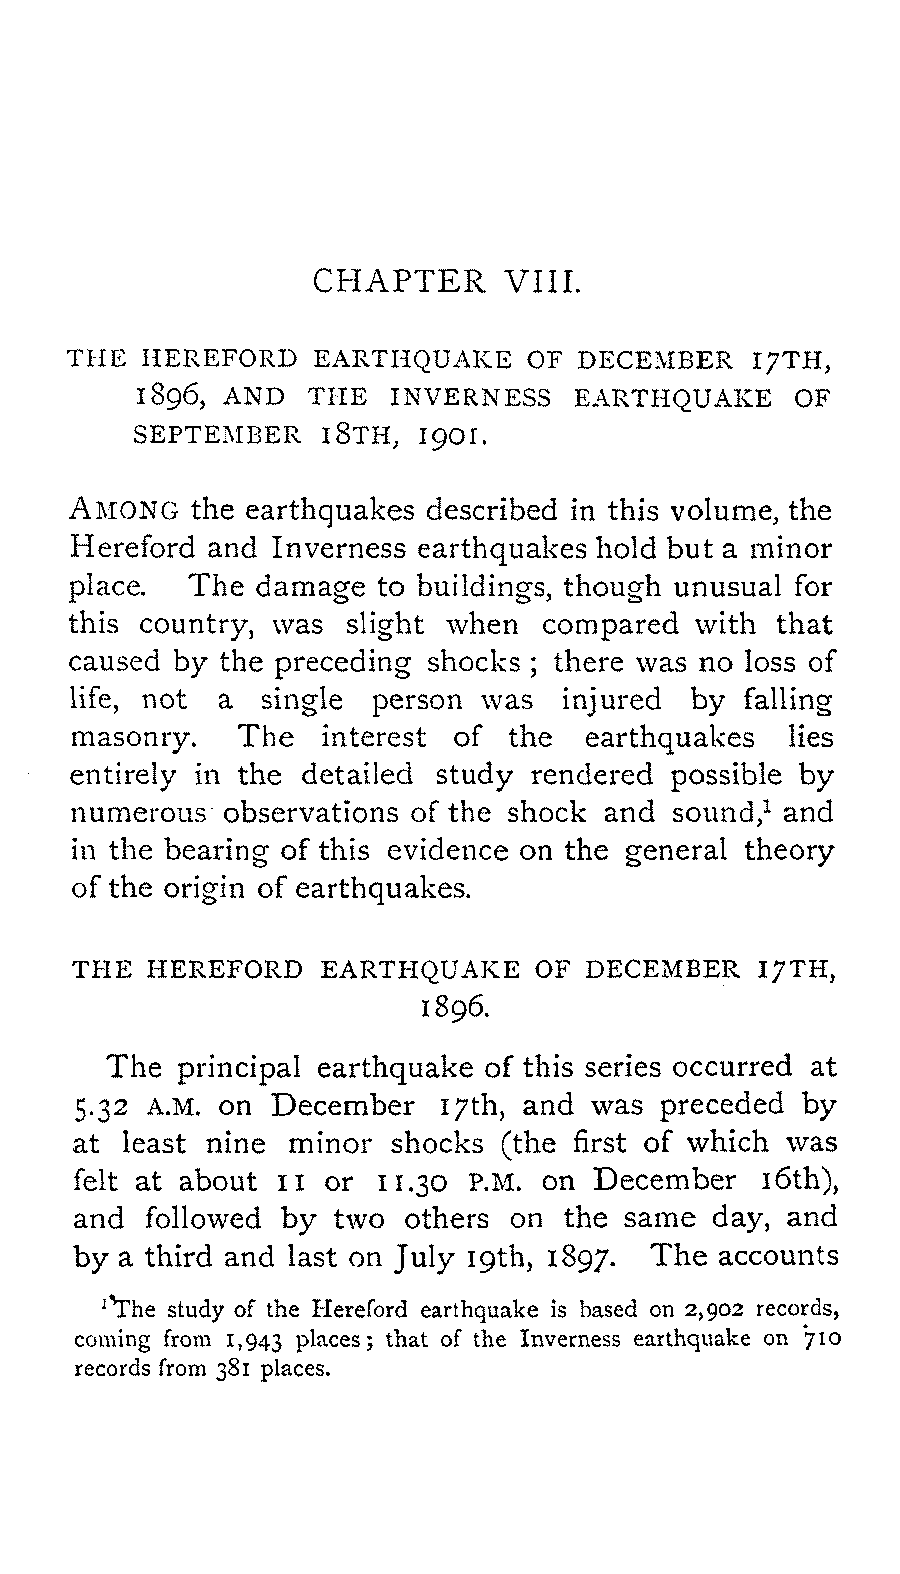 CHAPTER VIII.
THE HEREFORD EARTHQUAKE OF DECEMBER 17TH,
1896, AND THE INVERNESS EARTHQUAKE OF
SEPTEMBER 18TH, 1901.
AMONG the earthquakes described in this volume, the
Hereford and Inverness earthquakes hold but a minor
place. The damage to buildings, though unusual for
this country, was slight when compared with that
caused by the preceding shocks; there was no loss of
life, not a single person was injured by falling
masonry. The interest of the earthquakes lies
entirely in the detailed study rendered possible by
numerous observations of the shock and sound,¹ and
in the bearing of this evidence on the general theory
of the origin of earthquakes.
THE HEREFORD EARTHQUAKE OF DECEMBER 17TH,
1896.
The principal earthquake of this series occurred at
5.32 A.M. on December 17th, and was preceded by
at least nine minor shocks (the first of which was
felt at about 11 or 11.30 P.M. on December 16th),
and followed by two others on the same day, and
by a third and last on July 19th, 1897. The accounts
¹ The study of the Hereford earthquake is based on 2,902 records,
coming from 1,943 places; that of the Inverness earthquake on 710
records from 381 places.